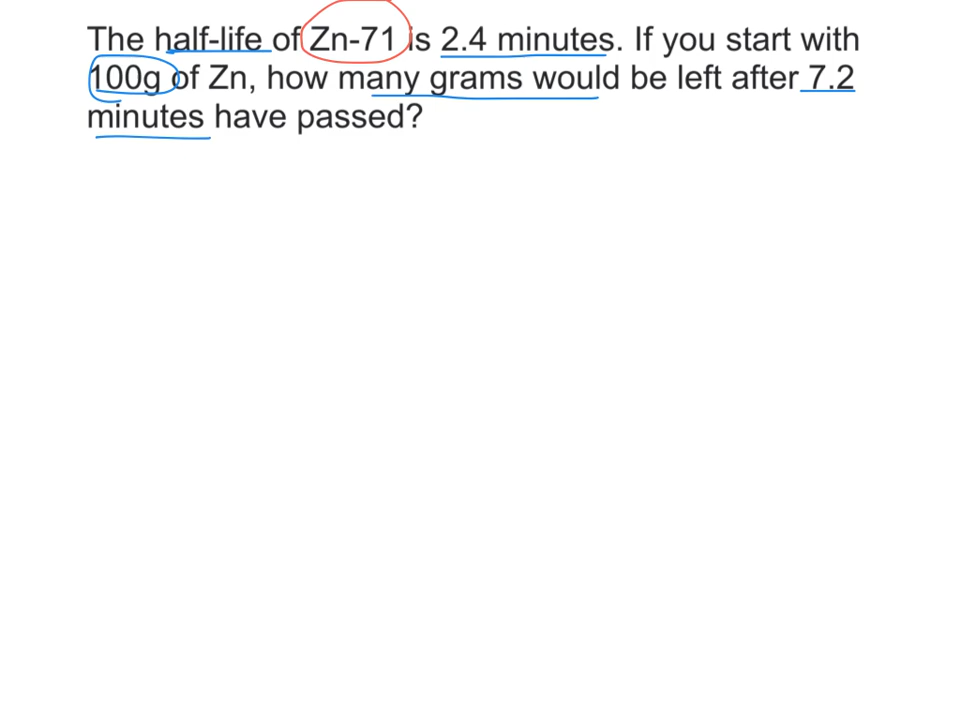 The half-life of Zn-71 is 2.4 minutes. If you start with
100g of Zn, how many grams would be left after 7.2
minutes have passed?